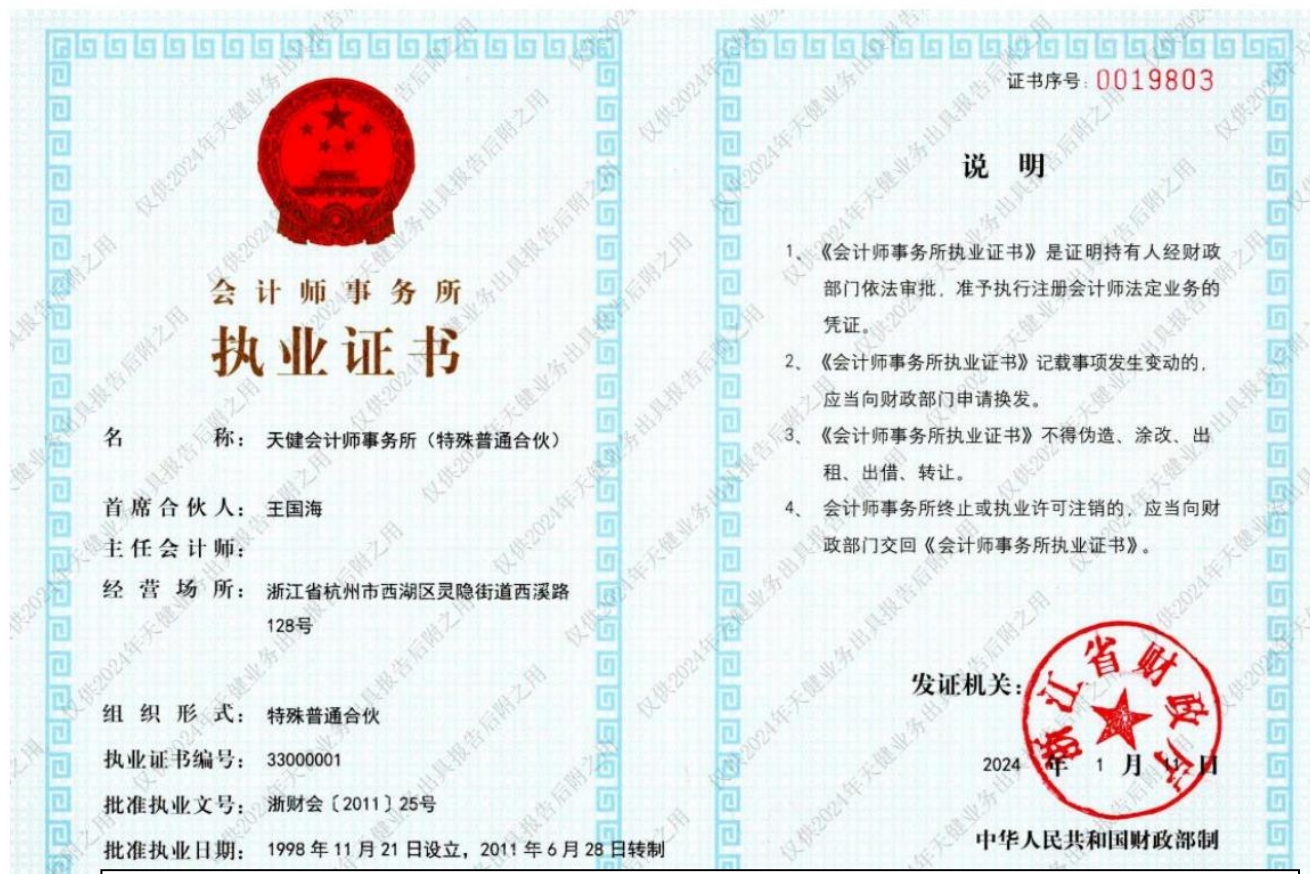 会计师事务所
执业证书
名 称：天健会计师事务所（特殊普通合伙）
首席合伙人：王国海
主任会计师：
经营场所：浙江省杭州市西湖区灵隐街道西溪路
128号
组织形式：特殊普通合伙
执业证书编号：33000001
批准执业文号：浙财会〔2011〕25号
批准执业日期：1998年11月21日设立，2011年6月28日转制
证书序号：0019803
说 明
1、《会计师事务所执业证书》是证明持有人经财政
部门依法审批，准予执行注册会计师法定业务的
凭证。
2、《会计师事务所执业证书》记载事项发生变动的，
应当向财政部门申请换发。
3、《会计师事务所执业证书》不得伪造、涂改、出
租、出借、转让。
4、会计师事务所终止或执业许可注销的，应当向财
政部门交回《会计师事务所执业证书》。
发证机关：
浙江省财政厅
2024年1月 日
中华人民共和国财政部制
仅供2024年天健业务出具报告后附之用